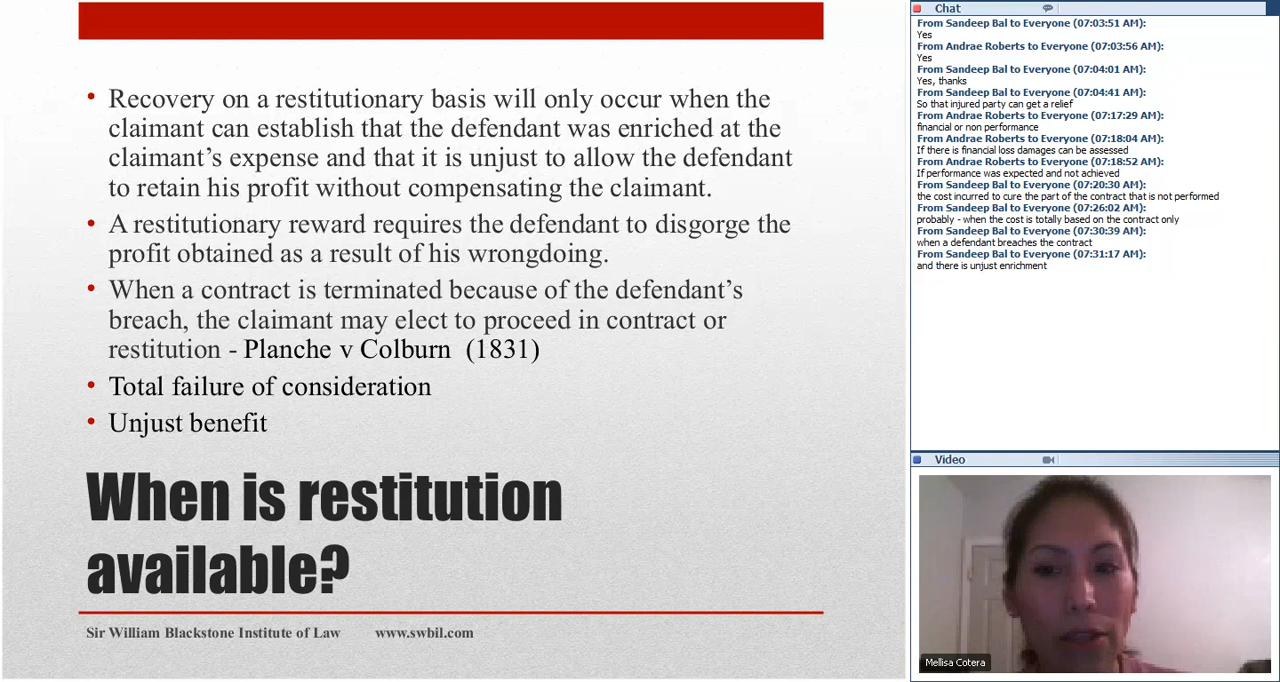 • Recovery on a restitutionary basis will only occur when the
claimant can establish that the defendant was enriched at the
claimant’s expense and that it is unjust to allow the defendant
to retain his profit without compensating the claimant.
• A restitutionary reward requires the defendant to disgorge the
profit obtained as a result of his wrongdoing.
• When a contract is terminated because of the defendant’s
breach, the claimant may elect to proceed in contract or
restitution - Planche v Colburn (1831)
• Total failure of consideration
• Unjust benefit
When is restitution
available?
Sir William Blackstone Institute of Law www.swbil.com
Chat
From Sandeep Bal to Everyone (07:03:51 AM):
Yes
From Andrae Roberts to Everyone (07:03:56 AM):
Yes
From Sandeep Bal to Everyone (07:04:01 AM):
Yes, thanks
From Sandeep Bal to Everyone (07:04:41 AM):
So that injured party can get a relief
From Andrae Roberts to Everyone (07:17:29 AM):
financial or non performance
From Andrae Roberts to Everyone (07:18:04 AM):
If there is financial loss damages can be assessed
From Andrae Roberts to Everyone (07:18:52 AM):
If performance was expected and not achieved
From Sandeep Bal to Everyone (07:20:30 AM):
the cost incurred to cure the part of the contract that is not performed
From Sandeep Bal to Everyone (07:26:02 AM):
probably - when the cost is totally based on the contract only
From Sandeep Bal to Everyone (07:30:39 AM):
when a defendant breaches the contract
From Sandeep Bal to Everyone (07:31:17 AM):
and there is unjust enrichment
Video
Mellisa Cotera